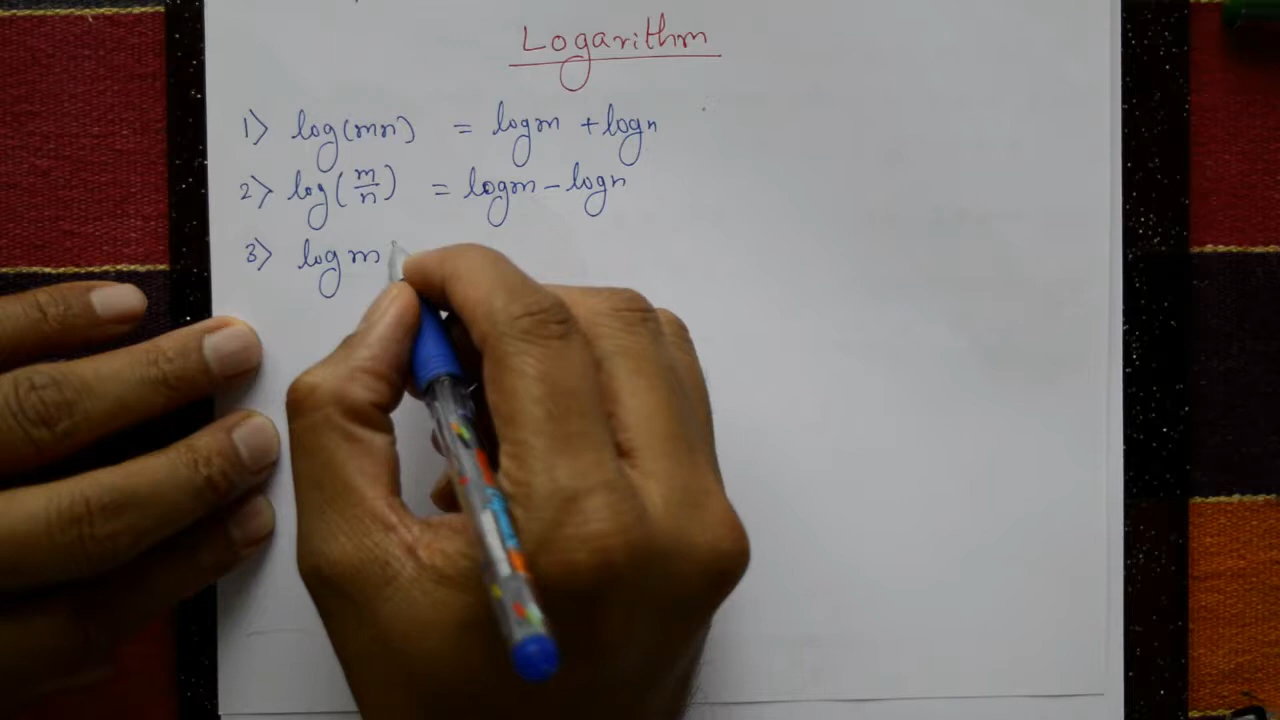 Logarithm
1) log(mn) = logm + logn
2) log(m/n) = logm - logn
3) logm